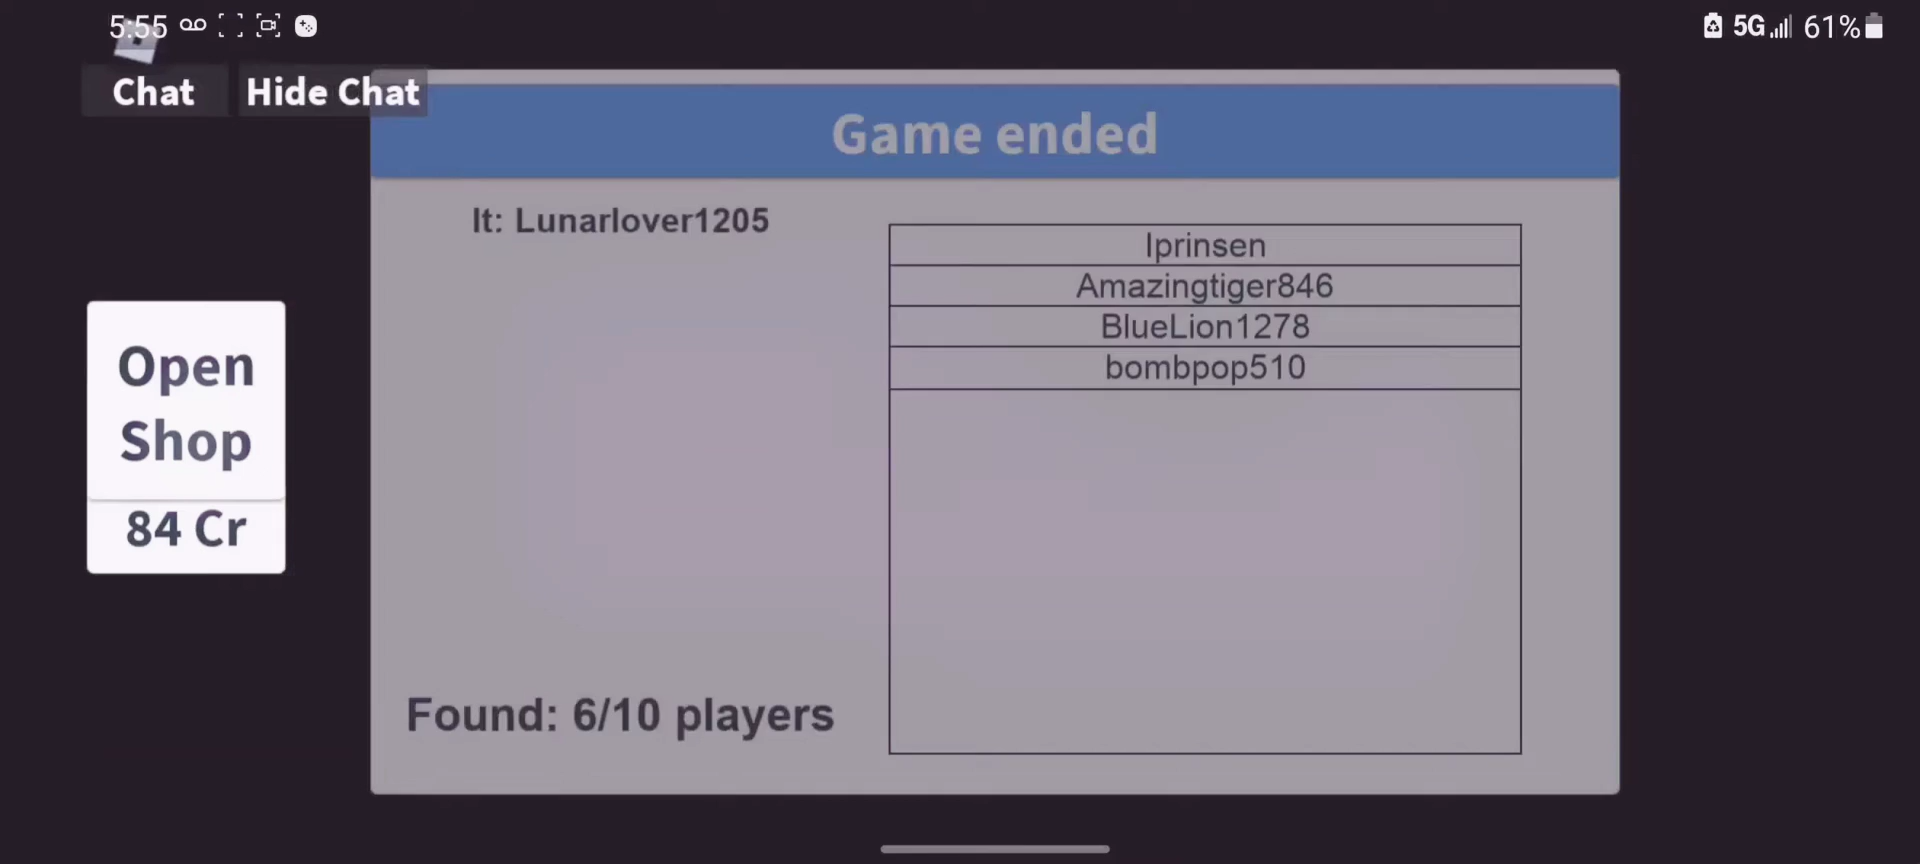 5:55
5G 61%
Chat Hide Chat
Game ended
It: Lunarlover1205
Iprinsen
Amazingtiger846
BlueLion1278
bombpop510
Open
Shop
84 Cr
Found: 6/10 players